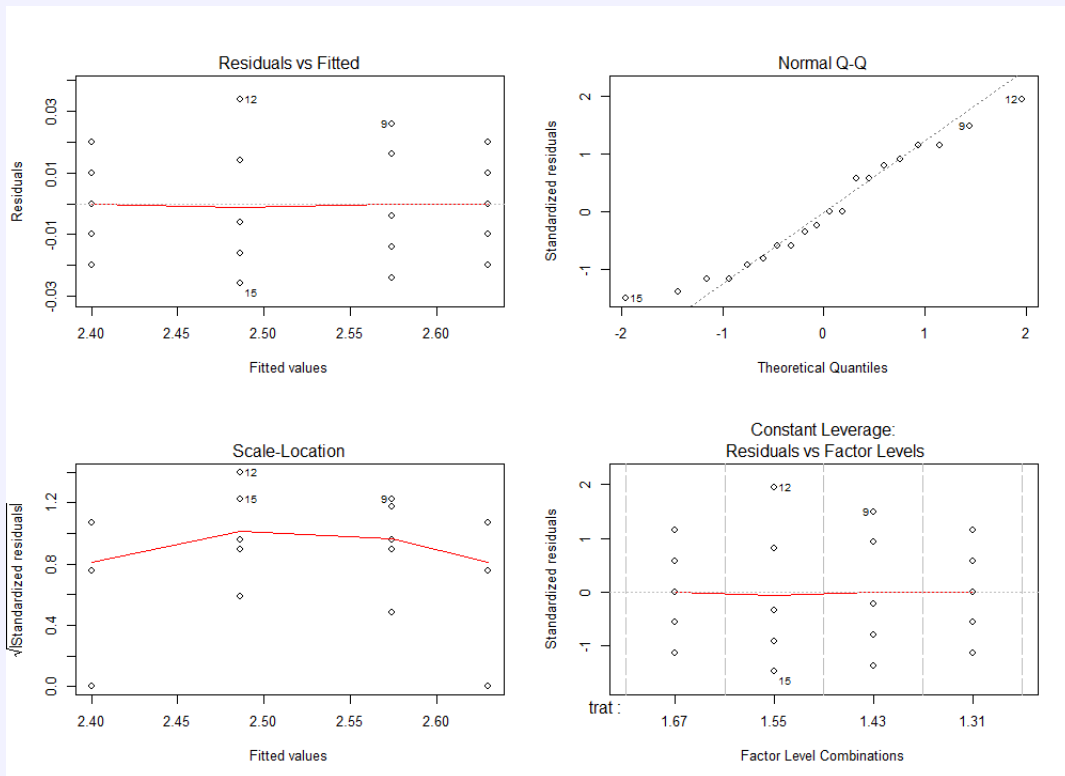 Residuals vs Fitted
Residuals
0.03
0.01
-0.01
-0.03
12
9
15
2.40 2.45 2.50 2.55 2.60
Fitted values
Normal Q-Q
Standardized residuals
2
1
0
-1
12
9
15
-2 -1 0 1 2
Theoretical Quantiles
Scale-Location
√|Standardized residuals|
1.2
0.8
0.4
0.0
12
15
9
2.40 2.45 2.50 2.55 2.60
Fitted values
Constant Leverage:
Residuals vs Factor Levels
Standardized residuals
2
1
0
-1
12
9
15
trat :
1.67 1.55 1.43 1.31
Factor Level Combinations